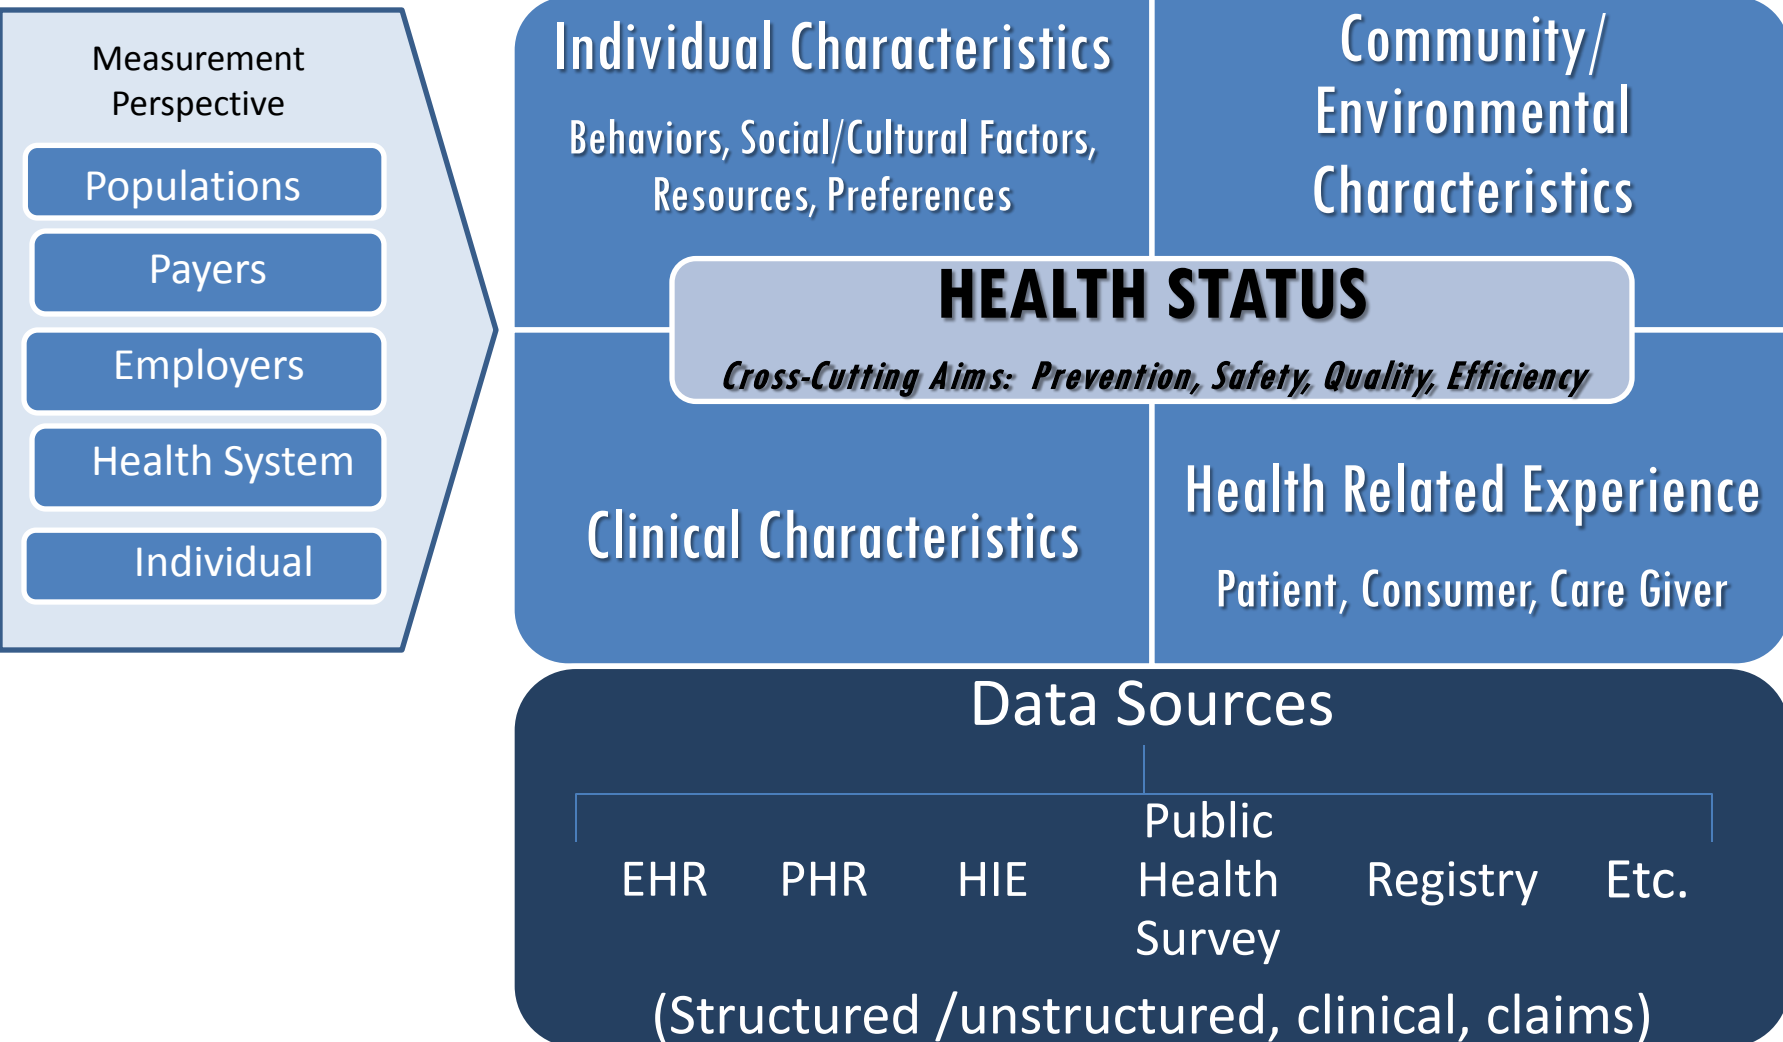 Measurement
Perspective
Populations
Payers
Employers
Health System
Individual
Individual Characteristics
Behaviors, Social/Cultural Factors,
Resources, Preferences
Community/
Environmental
Characteristics
HEALTH STATUS
Cross-Cutting Aims:  Prevention, Safety, Quality, Efficiency
Clinical Characteristics
Health Related Experience
Patient, Consumer, Care Giver
Data Sources
EHR
PHR
HIE
Public
Health
Survey
Registry
Etc.
(Structured /unstructured, clinical, claims)